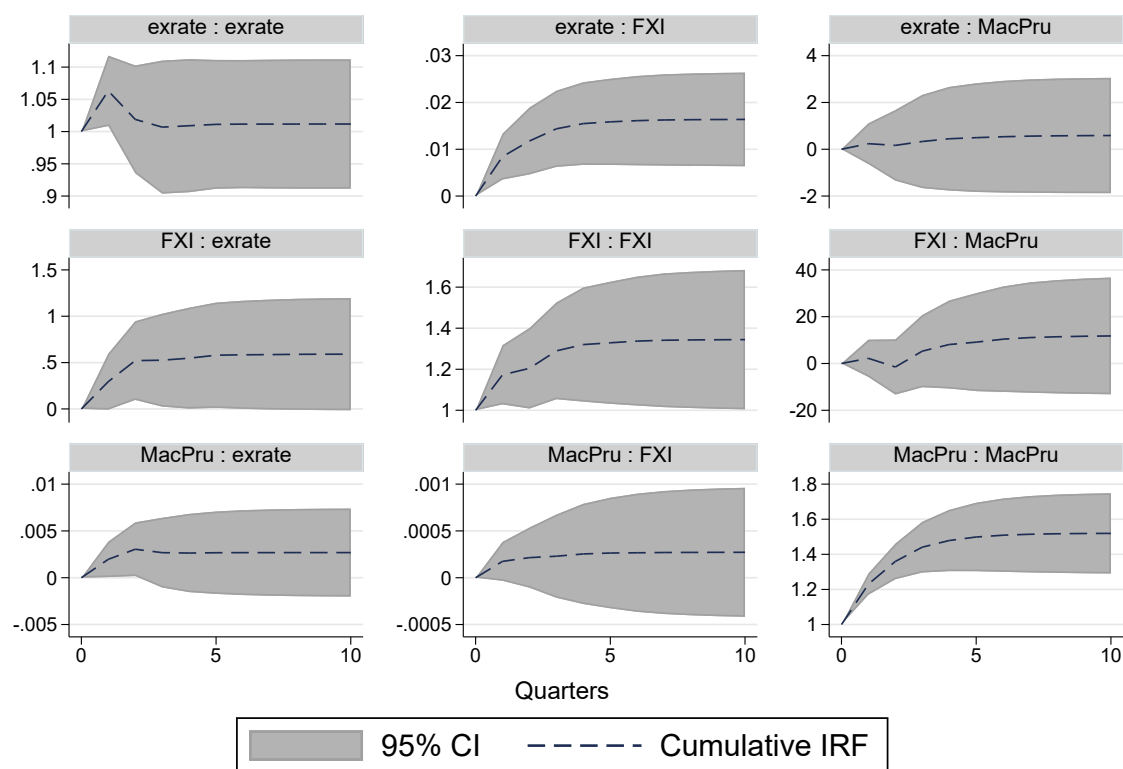 exrate : exrate
exrate : FXI
exrate : MacPru
1.1
1.05
1
.95
.9
.03
.02
.01
0
4
2
0
-2
FXI : exrate
FXI : FXI
FXI : MacPru
1.5
1
.5
0
1.6
1.4
1.2
1
40
20
0
-20
MacPru : exrate
MacPru : FXI
MacPru : MacPru
.01
.005
0
-.005
.001
.0005
0
-.0005
1.8
1.6
1.4
1.2
1
0 5 10
0 5 10
0 5 10
Quarters
95% CI
Cumulative IRF